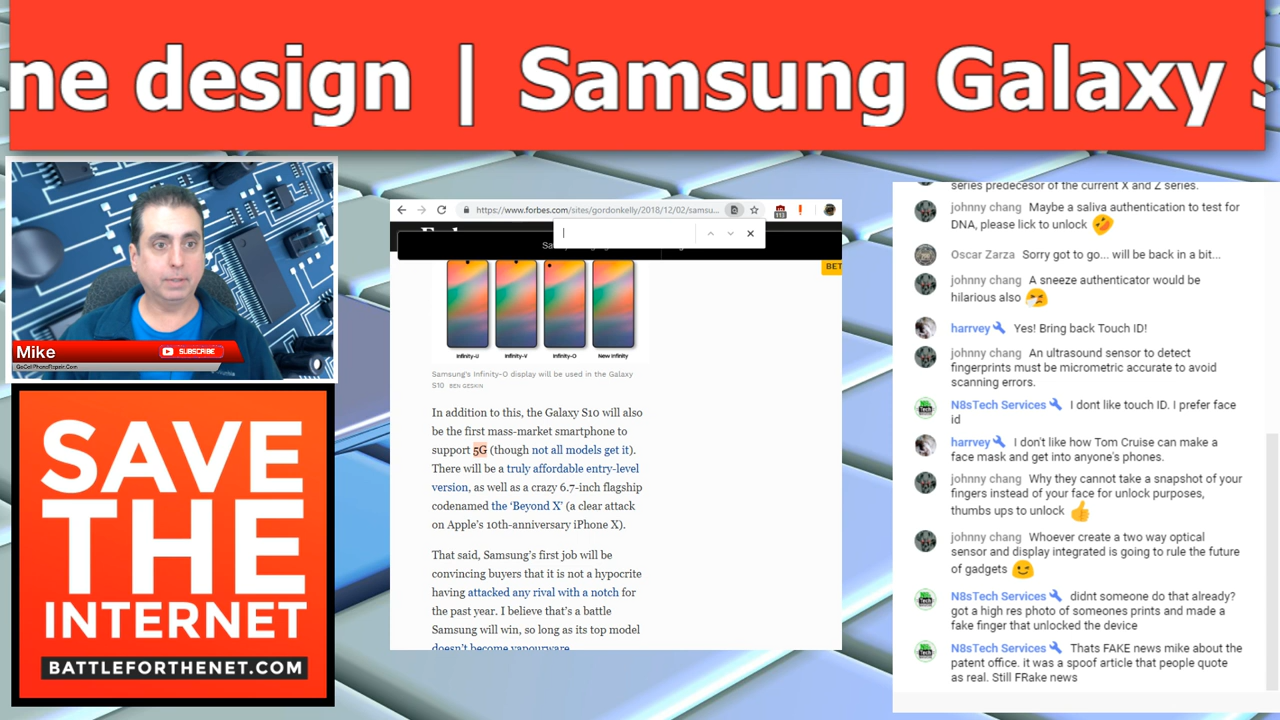 ne design | Samsung Galaxy S
Mike
SUBSCRIBE
GoCellPhoneRepair.Com
SAVE
THE
INTERNET
BATTLEFORTHENET.COM
https://www.forbes.com/sites/gordonkelly/2018/12/02/samsu...
113
BET
Infinity-U Infinity-V Infinity-O New Infinity
Samsung's Infinity-O display will be used in the Galaxy
S10 BEN GESKIN
In addition to this, the Galaxy S10 will also
be the first mass-market smartphone to
support 5G (though not all models get it).
There will be a truly affordable entry-level
version, as well as a crazy 6.7-inch flagship
codenamed the ‘Beyond X’ (a clear attack
on Apple’s 10th-anniversary iPhone X).
That said, Samsung’s first job will be
convincing buyers that it is not a hypocrite
having attacked any rival with a notch for
the past year. I believe that’s a battle
Samsung will win, so long as its top model
doesn’t become vapourware.
series predecesor of the current X and Z series.
johnny chang Maybe a saliva authentication to test for
DNA, please lick to unlock
Oscar Zarza Sorry got to go... will be back in a bit...
johnny chang A sneeze authenticator would be
hilarious also
harrvey Yes! Bring back Touch ID!
johnny chang An ultrasound sensor to detect
fingerprints must be micrometric accurate to avoid
scanning errors.
N8sTech Services I dont like touch ID. I prefer face
id
harrvey I don't like how Tom Cruise can make a
face mask and get into anyone's phones.
johnny chang Why they cannot take a snapshot of your
fingers instead of your face for unlock purposes,
thumbs ups to unlock
johnny chang Whoever create a two way optical
sensor and display integrated is going to rule the future
of gadgets
N8sTech Services didnt someone do that already?
got a high res photo of someones prints and made a
fake finger that unlocked the device
N8sTech Services Thats FAKE news mike about the
patent office. it was a spoof article that people quote
as real. Still FRake news